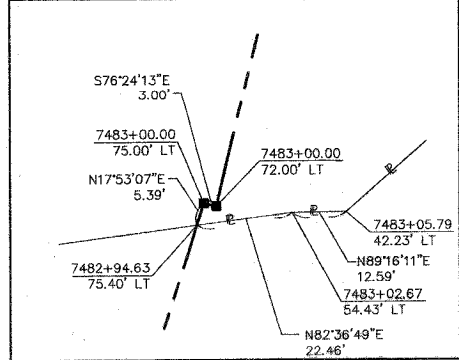 S76°24'13"E
3.00'
7483+00.00
75.00' LT
7483+00.00
72.00' LT
N17°53'07"E
5.39'
7483+05.79
42.23' LT
N89°16'11"E
12.59'
7482+94.63
75.40' LT
7483+02.67
54.43' LT
N82°36'49"E
22.46'